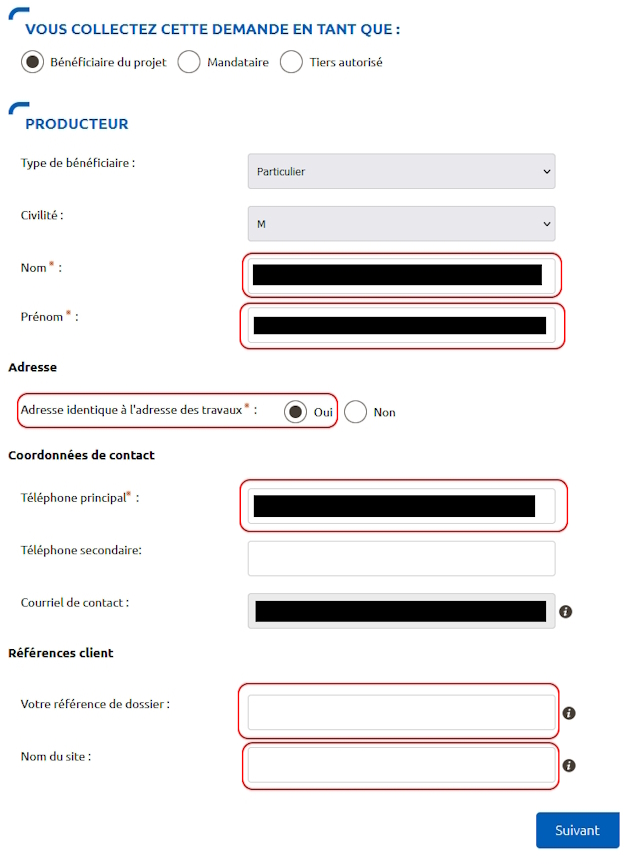 VOUS COLLECTEZ CETTE DEMANDE EN TANT QUE :
Bénéficiaire du projet Mandataire Tiers autorisé
PRODUCTEUR
Type de bénéficiaire : Particulier
Civilité : M
Nom * :
Prénom * :
Adresse
Adresse identique à l'adresse des travaux * : Oui Non
Coordonnées de contact
Téléphone principal* :
Téléphone secondaire:
Courriel de contact :
Références client
Votre référence de dossier :
Nom du site :
Suivant